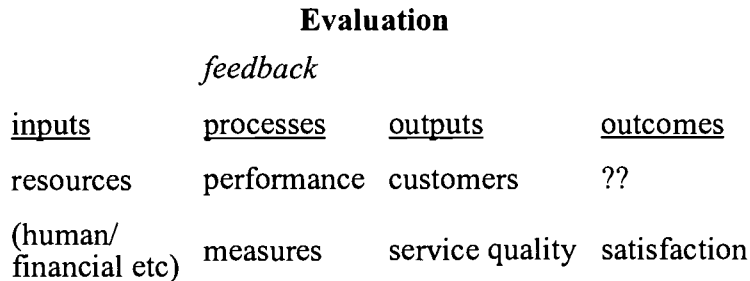 Evaluation
feedback
inputs processes outputs outcomes
resources performance customers ??
(human/
financial etc) measures service quality satisfaction